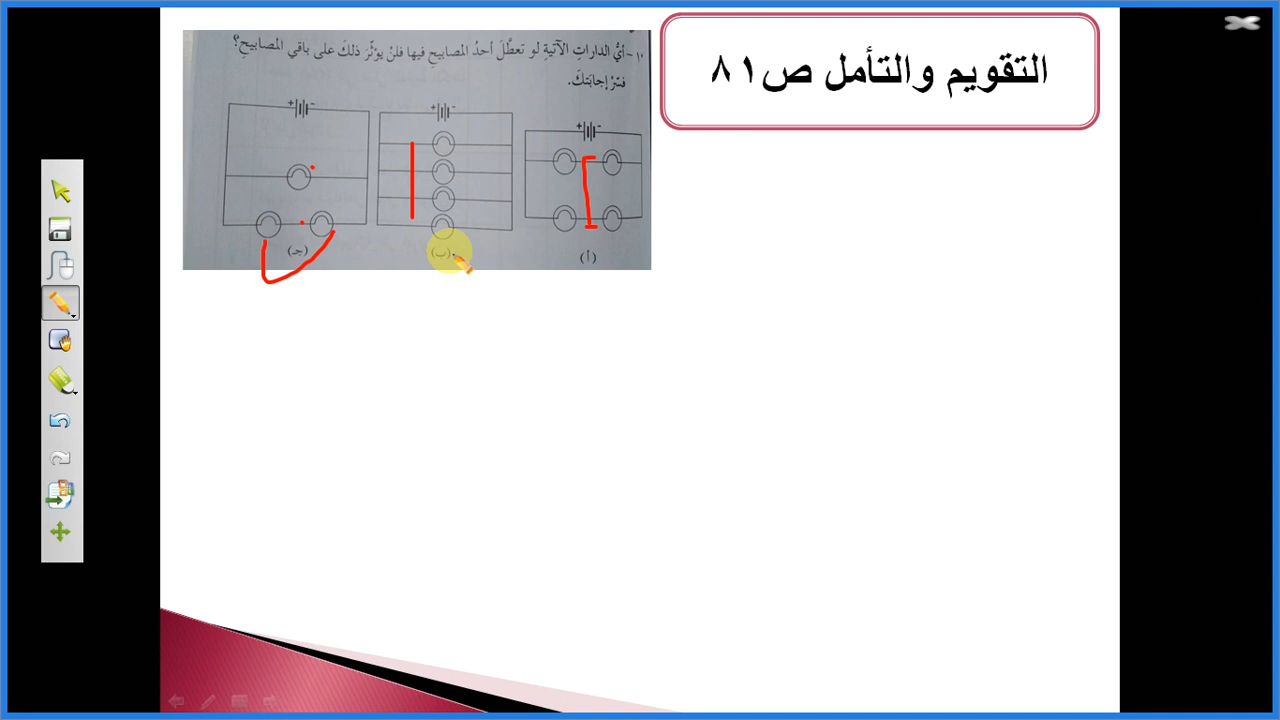 التقويم والتأمل ص٨١
١٠-أيُّ الداراتِ الآتيةِ لو تعطَّلَ أحدُ المصابيحِ فيها فلنْ يؤثِّرَ ذلكَ على باقي المصابيحِ؟
فسّرْ إجابتَكَ.
+ - + - + -
(أ) (ب) (جـ)